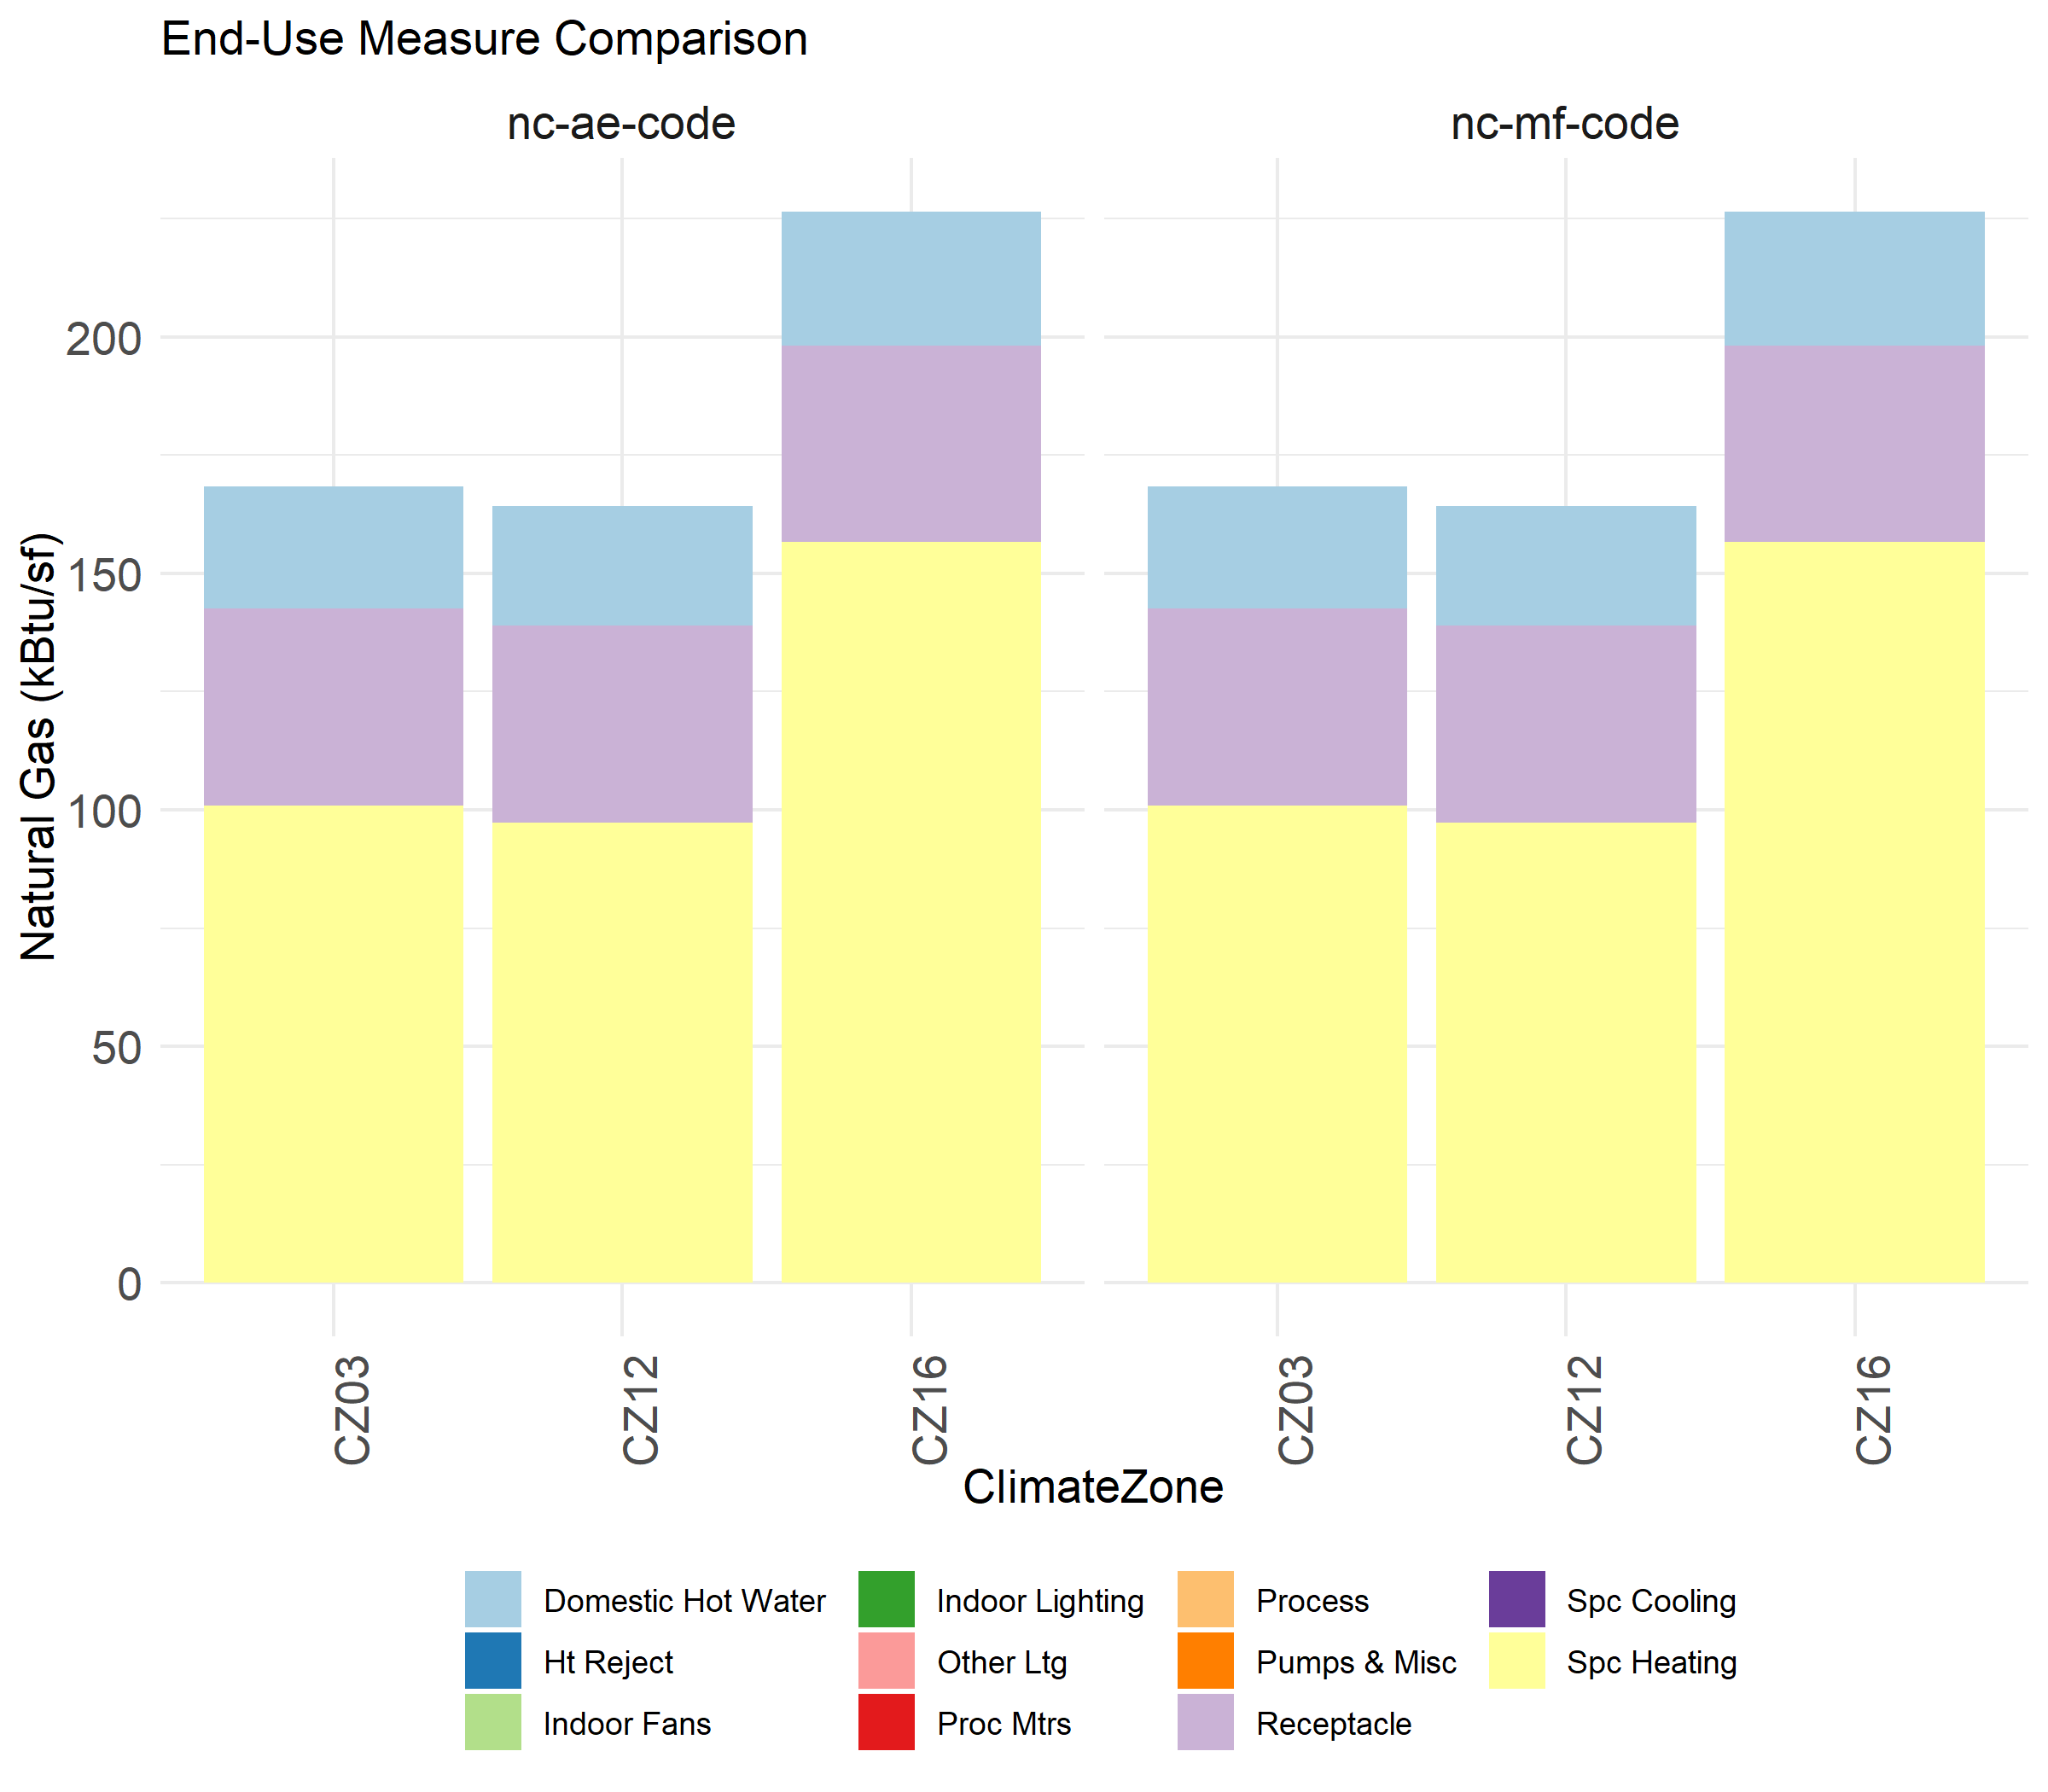 End-Use Measure Comparison
nc-ae-code
nc-mf-code
Natural Gas (kBtu/sf)
200
150
100
50
0
CZ03
CZ12
CZ16
CZ03
CZ12
CZ16
ClimateZone
Domestic Hot Water
Ht Reject
Indoor Fans
Indoor Lighting
Other Ltg
Proc Mtrs
Process
Pumps & Misc
Receptacle
Spc Cooling
Spc Heating